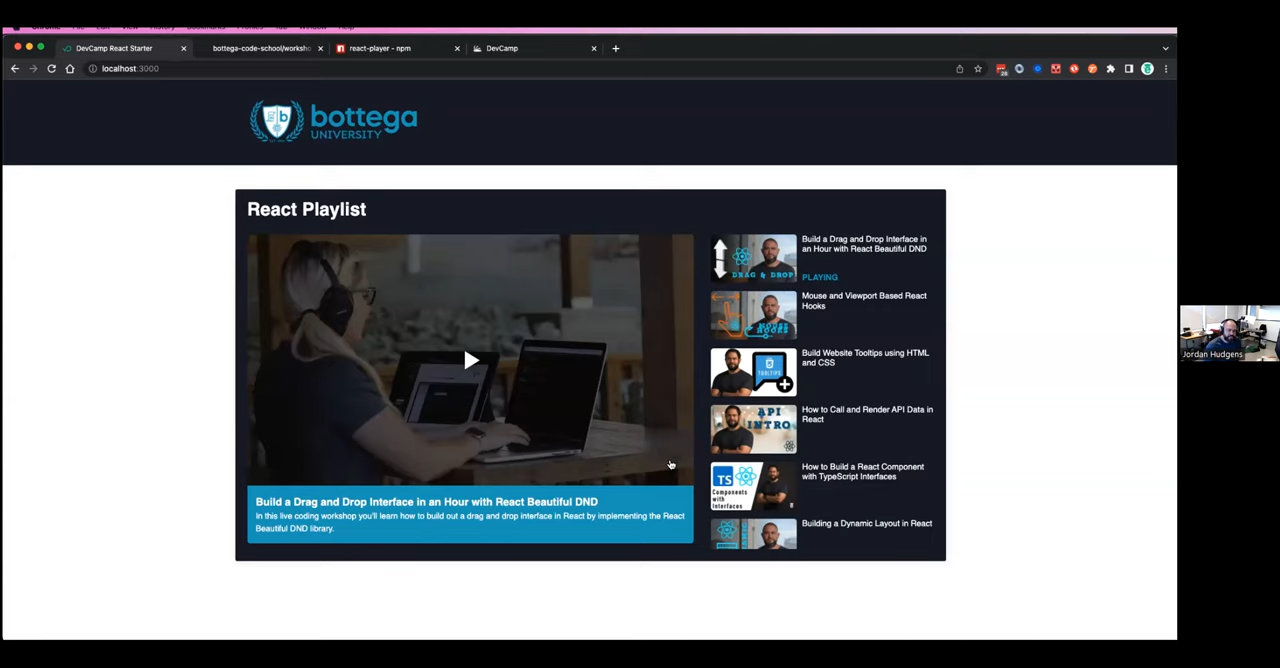 DevCamp React Starter
bottega-code-school/worksho
react-player - npm
DevCamp
localhost:3000
28
b
bottega
UNIVERSITY
React Playlist
DRAG & DROP
Build a Drag and Drop Interface in
an Hour with React Beautiful DND
PLAYING
MOUSE
HOOKS
Mouse and Viewport Based React
Hooks
TOOLTIPS
Build Website Tooltips using HTML
and CSS
API
INTRO
How to Call and Render API Data in
React
TS
Components
with
Interfaces
How to Build a React Component
with TypeScript Interfaces
Building a Dynamic Layout in React
Build a Drag and Drop Interface in an Hour with React Beautiful DND
In this live coding workshop you'll learn how to build out a drag and drop interface in React by implementing the React
Beautiful DND library.
Jordan Hudgens